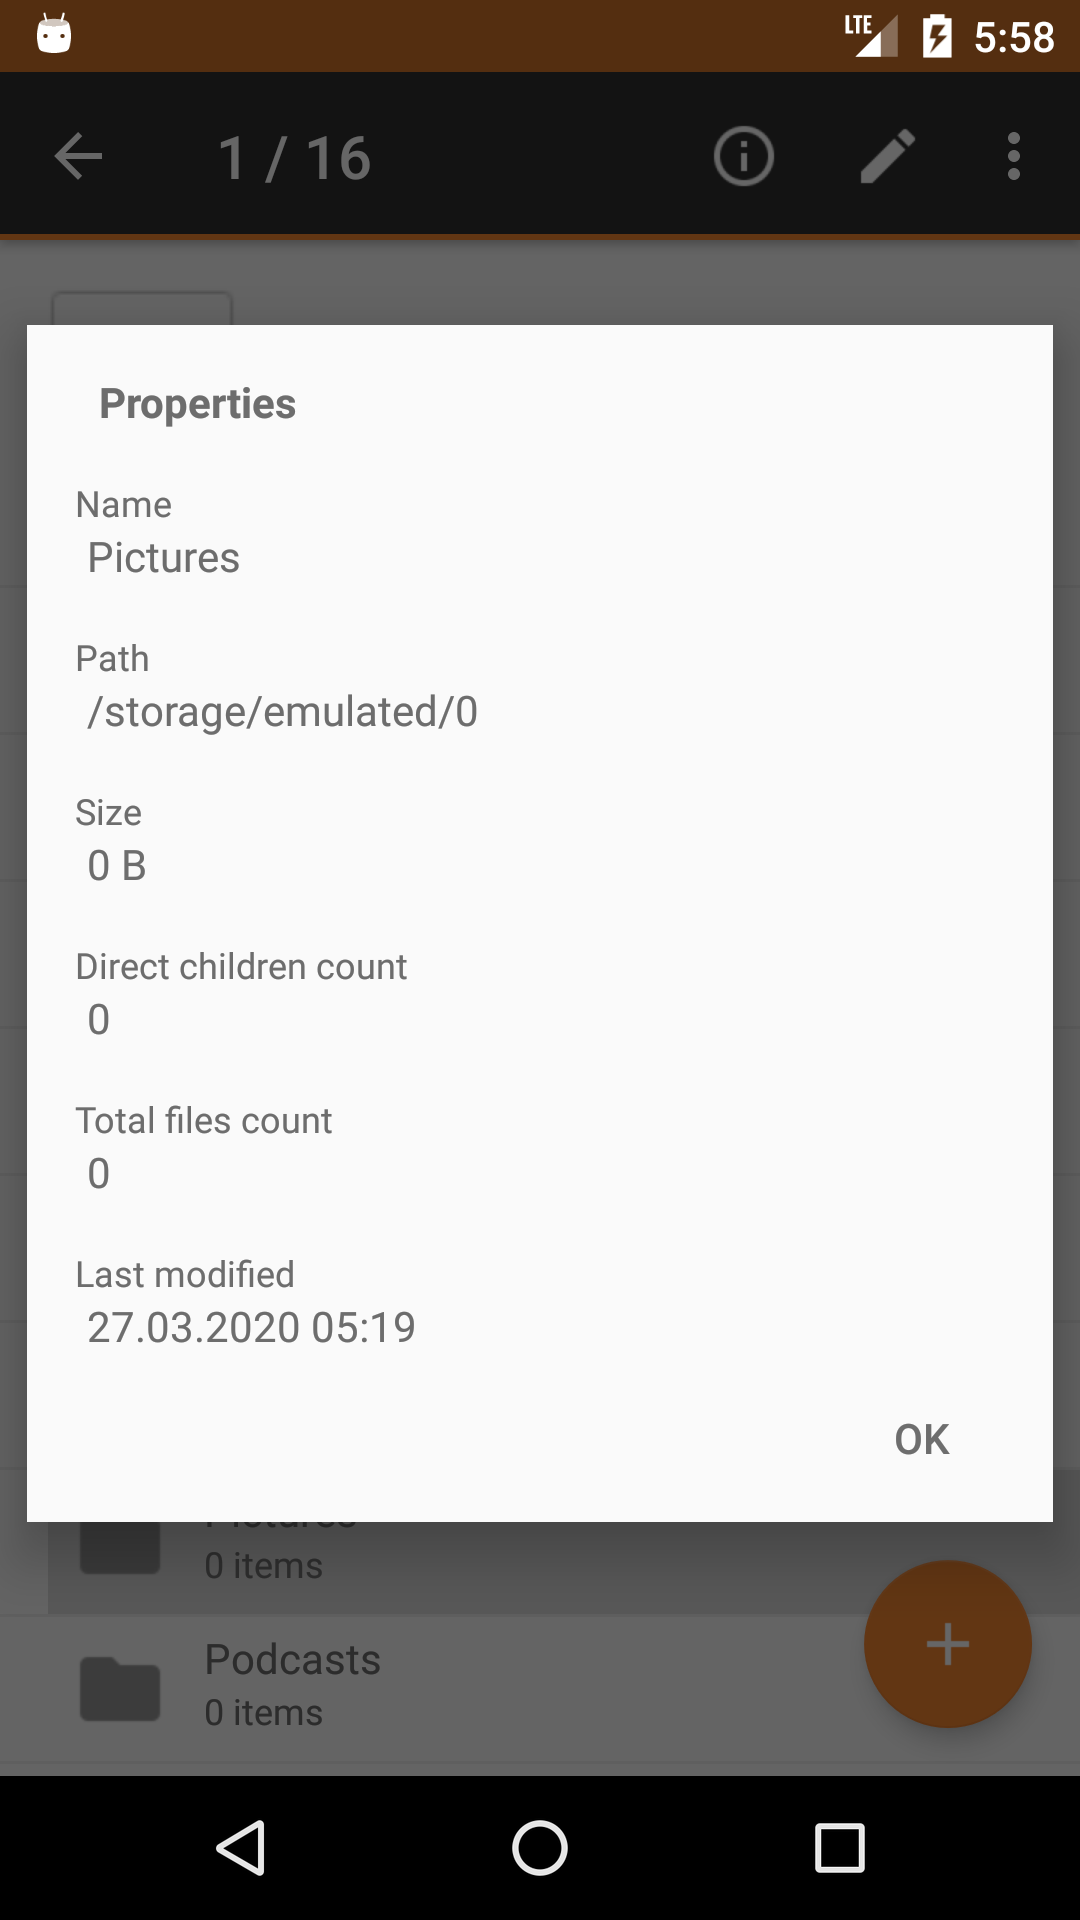 LTE 5:58
1 / 16
Properties
Name
Pictures
Path
/storage/emulated/0
Size
0 B
Direct children count
0
Total files count
0
Last modified
27.03.2020 05:19
OK
Pictures
0 items
Podcasts
0 items